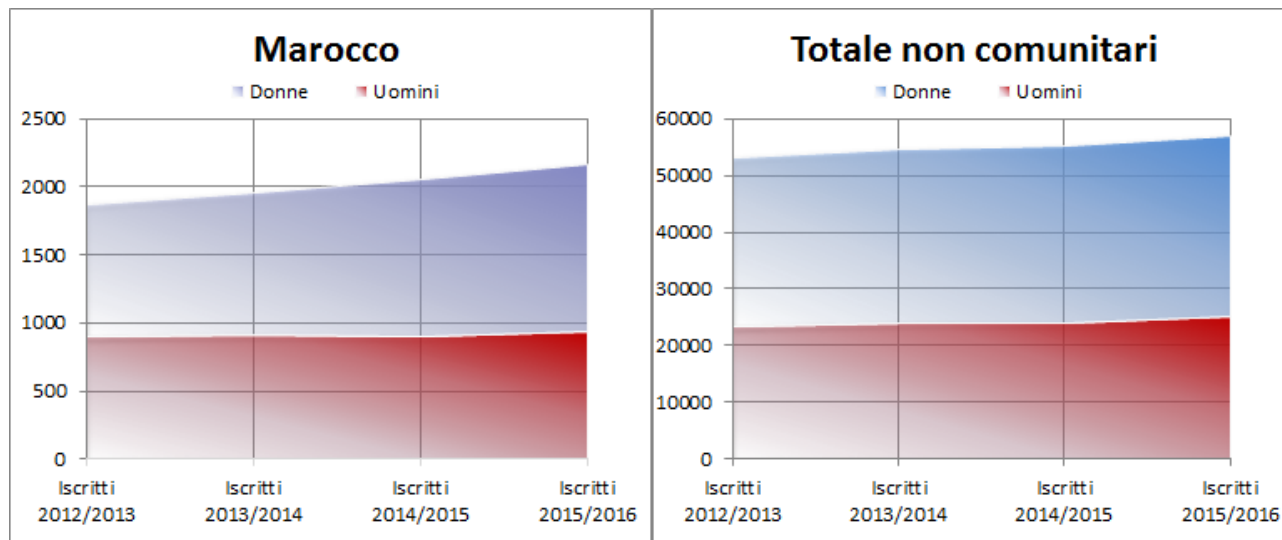 Marocco
Donne Uomini
2500
2000
1500
1000
500
0
Iscritti 2012/2013
Iscritti 2013/2014
Iscritti 2014/2015
Iscritti 2015/2016
Totale non comunitari
Donne Uomini
60000
50000
40000
30000
20000
10000
0
Iscritti 2012/2013
Iscritti 2013/2014
Iscritti 2014/2015
Iscritti 2015/2016